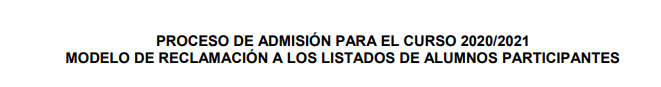 PROCESO DE ADMISIÓN PARA EL CURSO 2020/2021
MODELO DE RECLAMACIÓN A LOS LISTADOS DE ALUMNOS PARTICIPANTES